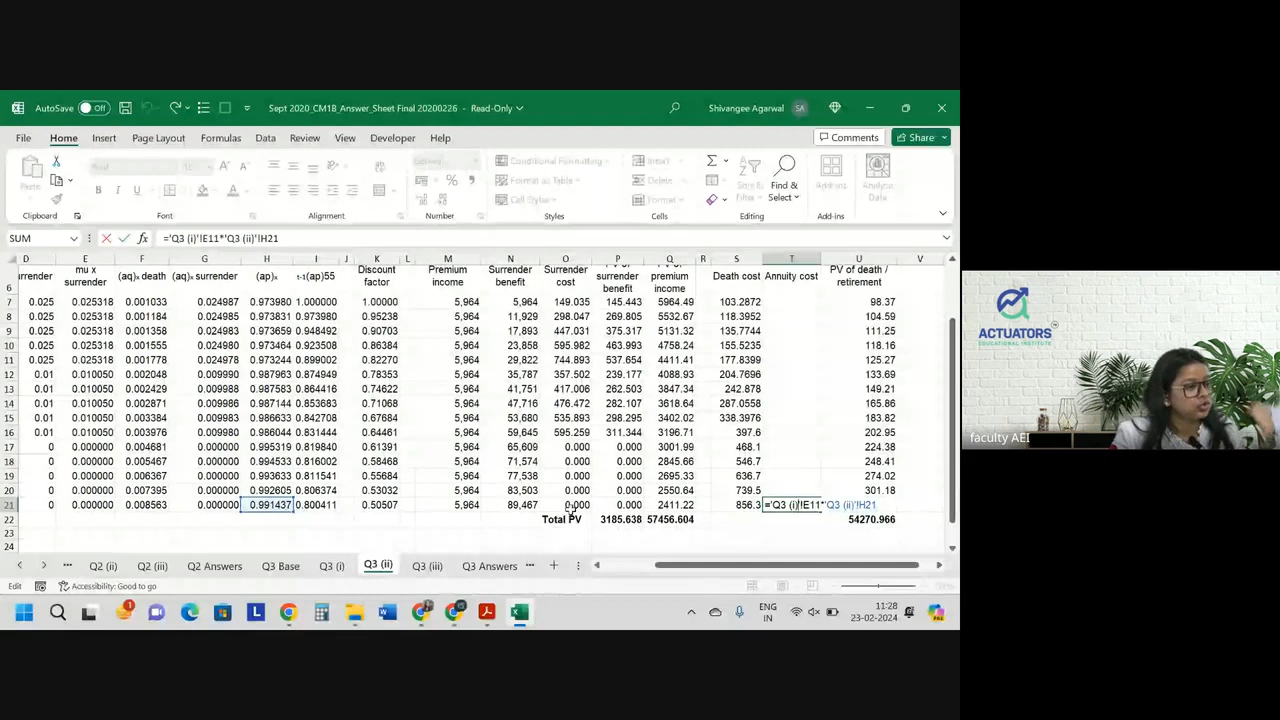 AutoSave Off Sept 2020_CM1B_Answer_Sheet Final 20200226 - Read-Only Shivangee Agarwal SA
File Home Insert Page Layout Formulas Data Review View Developer Help Comments Share
Paste Conditional Formatting Insert
B I U % Format as Table Delete Sort & Filter Find & Select Add-ins Analyze Data
Cell Styles Format
Clipboard Font Alignment Number Styles Cells Editing Add-ins
SUM fx ='Q3 (i)'!E11*'Q3 (ii)'!H21
D E F G H I J K L M N O P Q R S T U V
6 urrender mu x surrender (aq)x death (aq)x surrender (ap)x t-1(ap)55 Discount factor Premium income Surrender benefit Surrender cost surrender benefit premium income Death cost Annuity cost PV of death / retirement
7 0.025 0.025318 0.001033 0.024987 0.973980 1.000000 1.00000 5,964 5,964 149.035 145.443 5964.49 103.2872 98.37
8 0.025 0.025318 0.001184 0.024985 0.973831 0.973980 0.95238 5,964 11,929 298.047 269.805 5532.67 118.3952 104.59
9 0.025 0.025318 0.001358 0.024983 0.973659 0.948492 0.90703 5,964 17,893 447.031 375.317 5131.32 135.7744 111.25
10 0.025 0.025318 0.001555 0.024980 0.973464 0.923508 0.86384 5,964 23,858 595.982 463.993 4758.24 155.5235 118.16
11 0.025 0.025318 0.001778 0.024978 0.973244 0.899002 0.82270 5,964 29,822 744.893 537.654 4411.41 177.8399 125.27
12 0.01 0.010050 0.002048 0.009990 0.987963 0.874949 0.78353 5,964 35,787 357.502 239.177 4088.93 204.7696 133.69
13 0.01 0.010050 0.002429 0.009988 0.987583 0.864416 0.74622 5,964 41,751 417.006 262.503 3847.34 242.878 149.21
14 0.01 0.010050 0.002871 0.009986 0.987144 0.853683 0.71068 5,964 47,716 476.472 282.107 3618.64 287.0558 165.86
15 0.01 0.010050 0.003384 0.009983 0.986633 0.842708 0.67684 5,964 53,680 535.893 298.295 3402.02 338.3976 183.82
16 0.01 0.010050 0.003976 0.009980 0.986044 0.831444 0.64461 5,964 59,645 595.259 311.344 3196.71 397.6 202.95
17 0 0.000000 0.004681 0.000000 0.995319 0.819840 0.61391 5,964 65,609 0.000 0.000 3001.99 468.1 224.38
18 0 0.000000 0.005467 0.000000 0.994533 0.816002 0.58468 5,964 71,574 0.000 0.000 2845.66 546.7 248.41
19 0 0.000000 0.006367 0.000000 0.993633 0.811541 0.55684 5,964 77,538 0.000 0.000 2695.33 636.7 274.02
20 0 0.000000 0.007395 0.000000 0.992605 0.806374 0.53032 5,964 83,503 0.000 0.000 2550.64 739.5 301.18
21 0 0.000000 0.008563 0.000000 0.991437 0.800411 0.50507 5,964 89,467 0.000 0.000 2411.22 856.3 ='Q3 (i)'!E11*'Q3 (ii)'!H21
22 Total PV 3185.638 57456.604 54270.966
23
24
Q2 (ii) Q2 (iii) Q2 Answers Q3 Base Q3 (i) Q3 (ii) Q3 (iii) Q3 Answers
Edit Accessibility: Good to go
ENG IN 11:28 23-02-2024
ACTUATORS
EDUCATIONAL INSTITUTE
faculty AEI